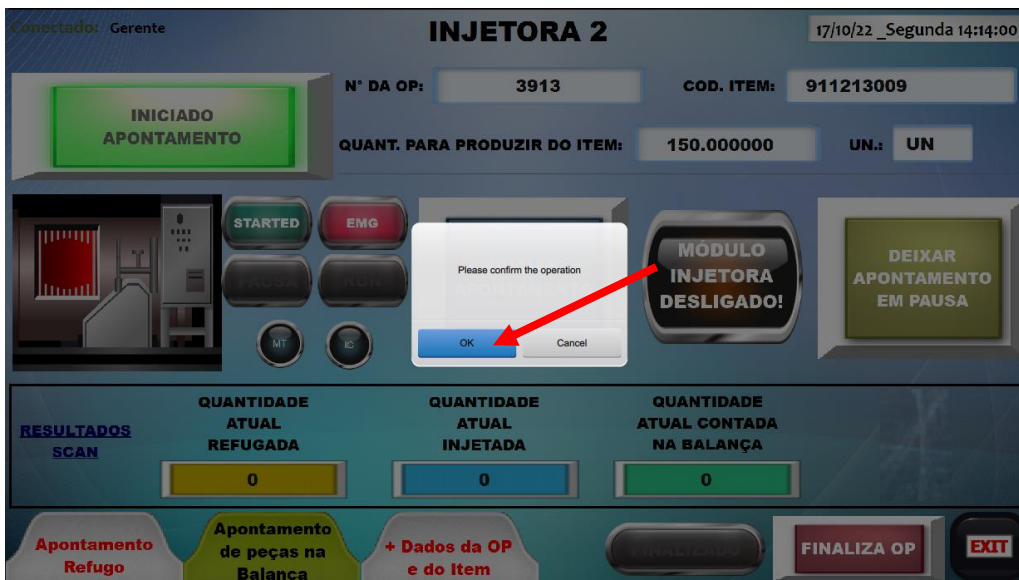 Conectado: Gerente
INJETORA 2
17/10/22 _Segunda 14:14:00
INICIADO
APONTAMENTO
N° DA OP:
3913
COD. ITEM:
911213009
QUANT. PARA PRODUZIR DO ITEM:
150.000000
UN.:
UN
STARTED
EMG
PAUSA
RUN
MT
IC
Please confirm the operation
OK
Cancel
MÓDULO
INJETORA
DESLIGADO!
DEIXAR
APONTAMENTO
EM PAUSA
RESULTADOS
SCAN
QUANTIDADE
ATUAL
REFUGADA
0
QUANTIDADE
ATUAL
INJETADA
0
QUANTIDADE
ATUAL CONTADA
NA BALANÇA
0
Apontamento
Refugo
Apontamento
de peças na
Balança
+ Dados da OP
e do Item
FINALIZADO
FINALIZA OP
EXIT